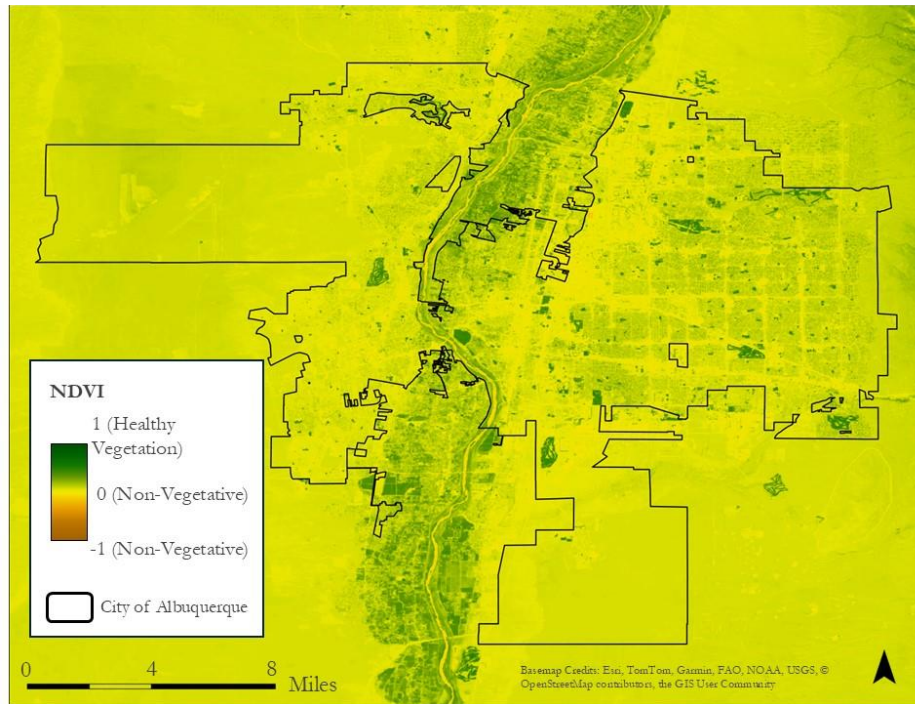 NDVI
1 (Healthy
Vegetation)
0 (Non-Vegetative)
-1 (Non-Vegetative)
City of Albuquerque
0 4 8
Miles
Basemap Credits: Esri, TomTom, Garmin, FAO, NOAA, USGS, ©
OpenStreetMap contributors, the GIS User Community